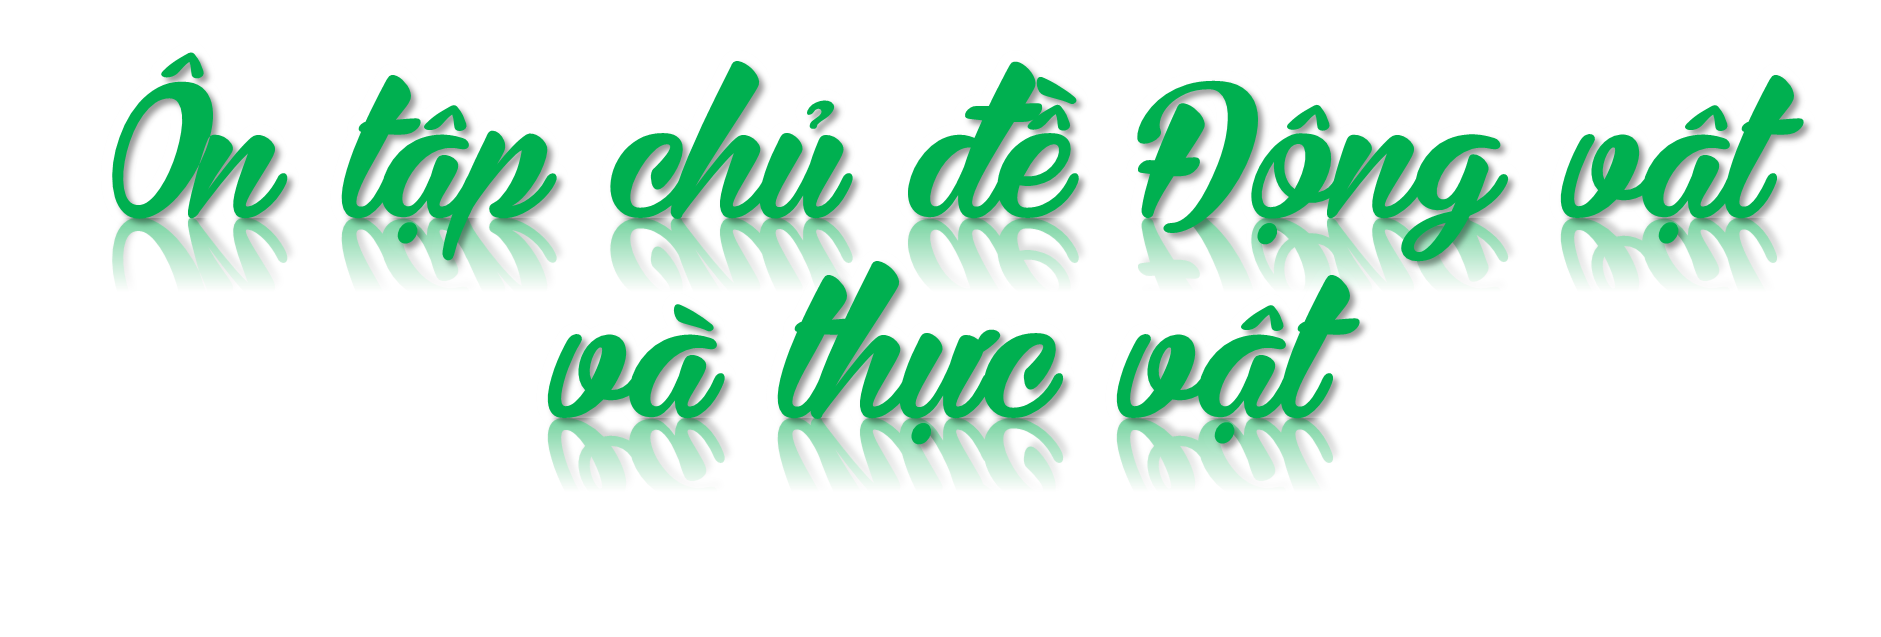 Ôn tập chủ đề Động vật
và thực vật